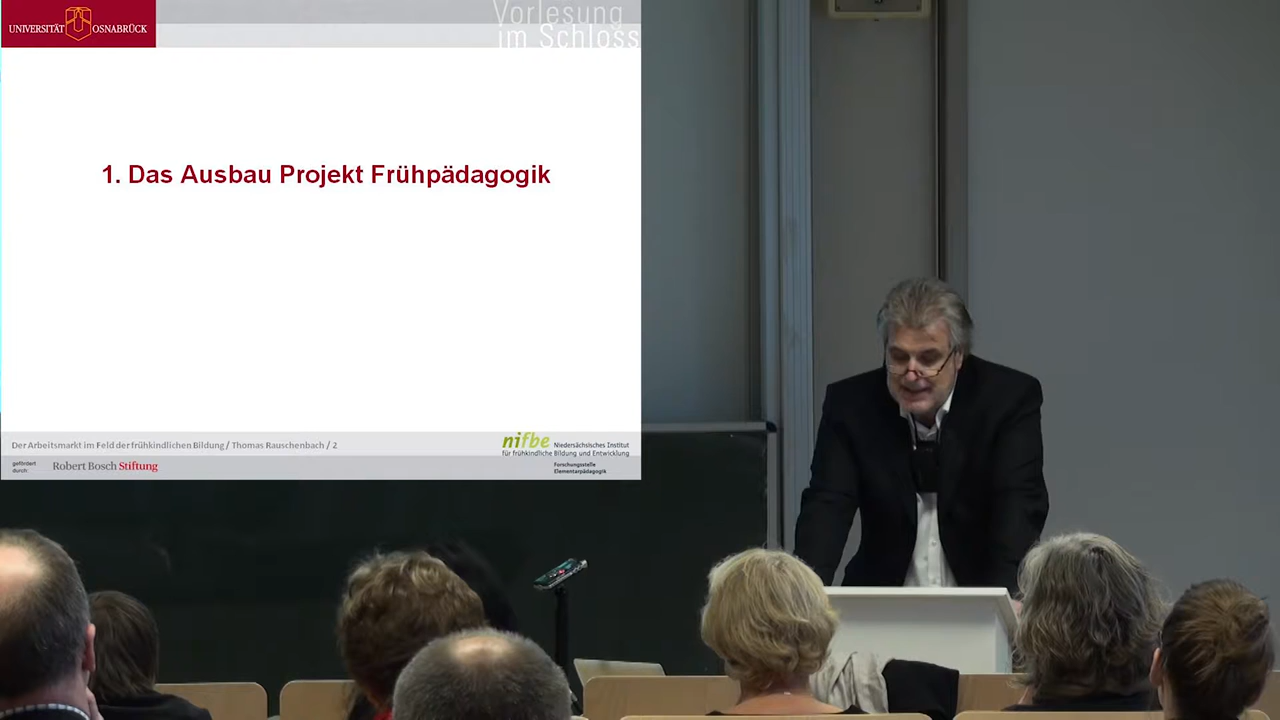 UNIVERSITÄT OSNABRÜCK
Vorlesung
im Schloss
1. Das Ausbau Projekt Frühpädagogik
Der Arbeitsmarkt im Feld der frühkindlichen Bildung / Thomas Rauschenbach / 2
nifbe Niedersächsisches Institut
für frühkindliche Bildung und Entwicklung
gefördert
durch:
Robert Bosch Stiftung
Forschungsstelle
Elementarpädagogik